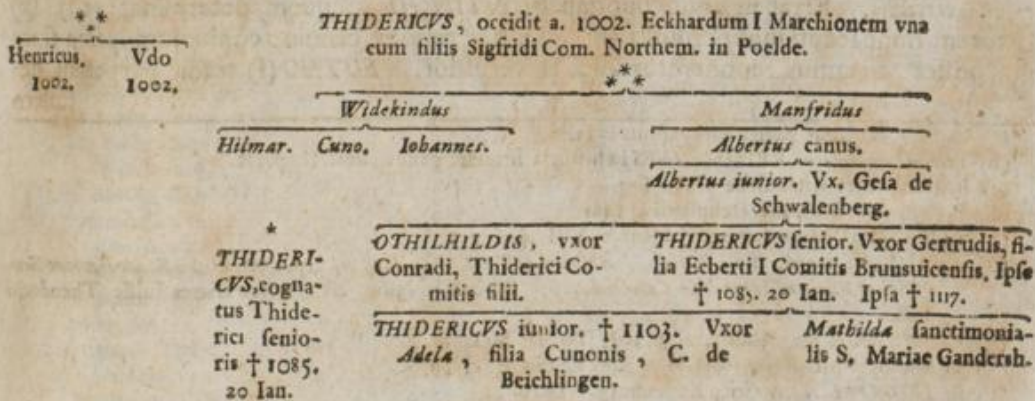 * * *
Henricus, Vdo
1002. 1002.
THIDERICVS, occidit a. 1002. Eckhardum I Marchionem vna
cum filiis Sigfridi Com. Northem. in Poelde.
* * *
Widekindus Manfridus
Hilmar. Cuno. Iohannes. Albertus canus.
Albertus iunior. Vx. Gesa de
Schwalenberg.
*
THIDERI-
CVS, cogna-
tus Thide-
rici senio-
ris † 1085.
20 Ian.
OTHILHILDIS, vxor
Conradi, Thiderici Co-
mitis filii.
THIDERICVS senior. Vxor Gertrudis, fi-
lia Ecberti I Comitis Brunsuicensis. Ipse
† 1085. 20 Ian. Ipsa † 1117.
THIDERICVS iunior. † 1103. Vxor
Adela, filia Cunonis, C. de
Beichlingen.
Mathilda sanctimonia-
lis S. Mariae Gandersh.